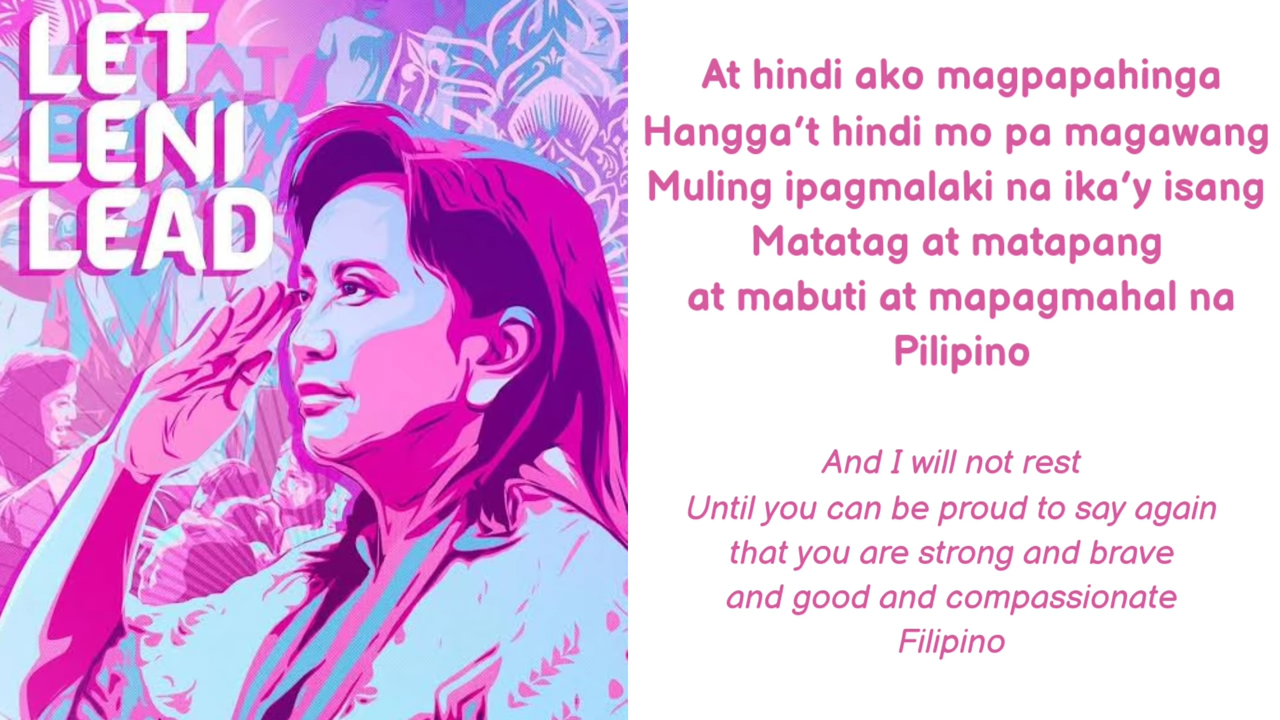 LET
LENI
LEAD
At hindi ako magpapahinga
Hangga't hindi mo pa magawang
Muling ipagmalaki na ika'y isang
Matatag at matapang
at mabuti at mapagmahal na
Pilipino
And I will not rest
Until you can be proud to say again
that you are strong and brave
and good and compassionate
Filipino